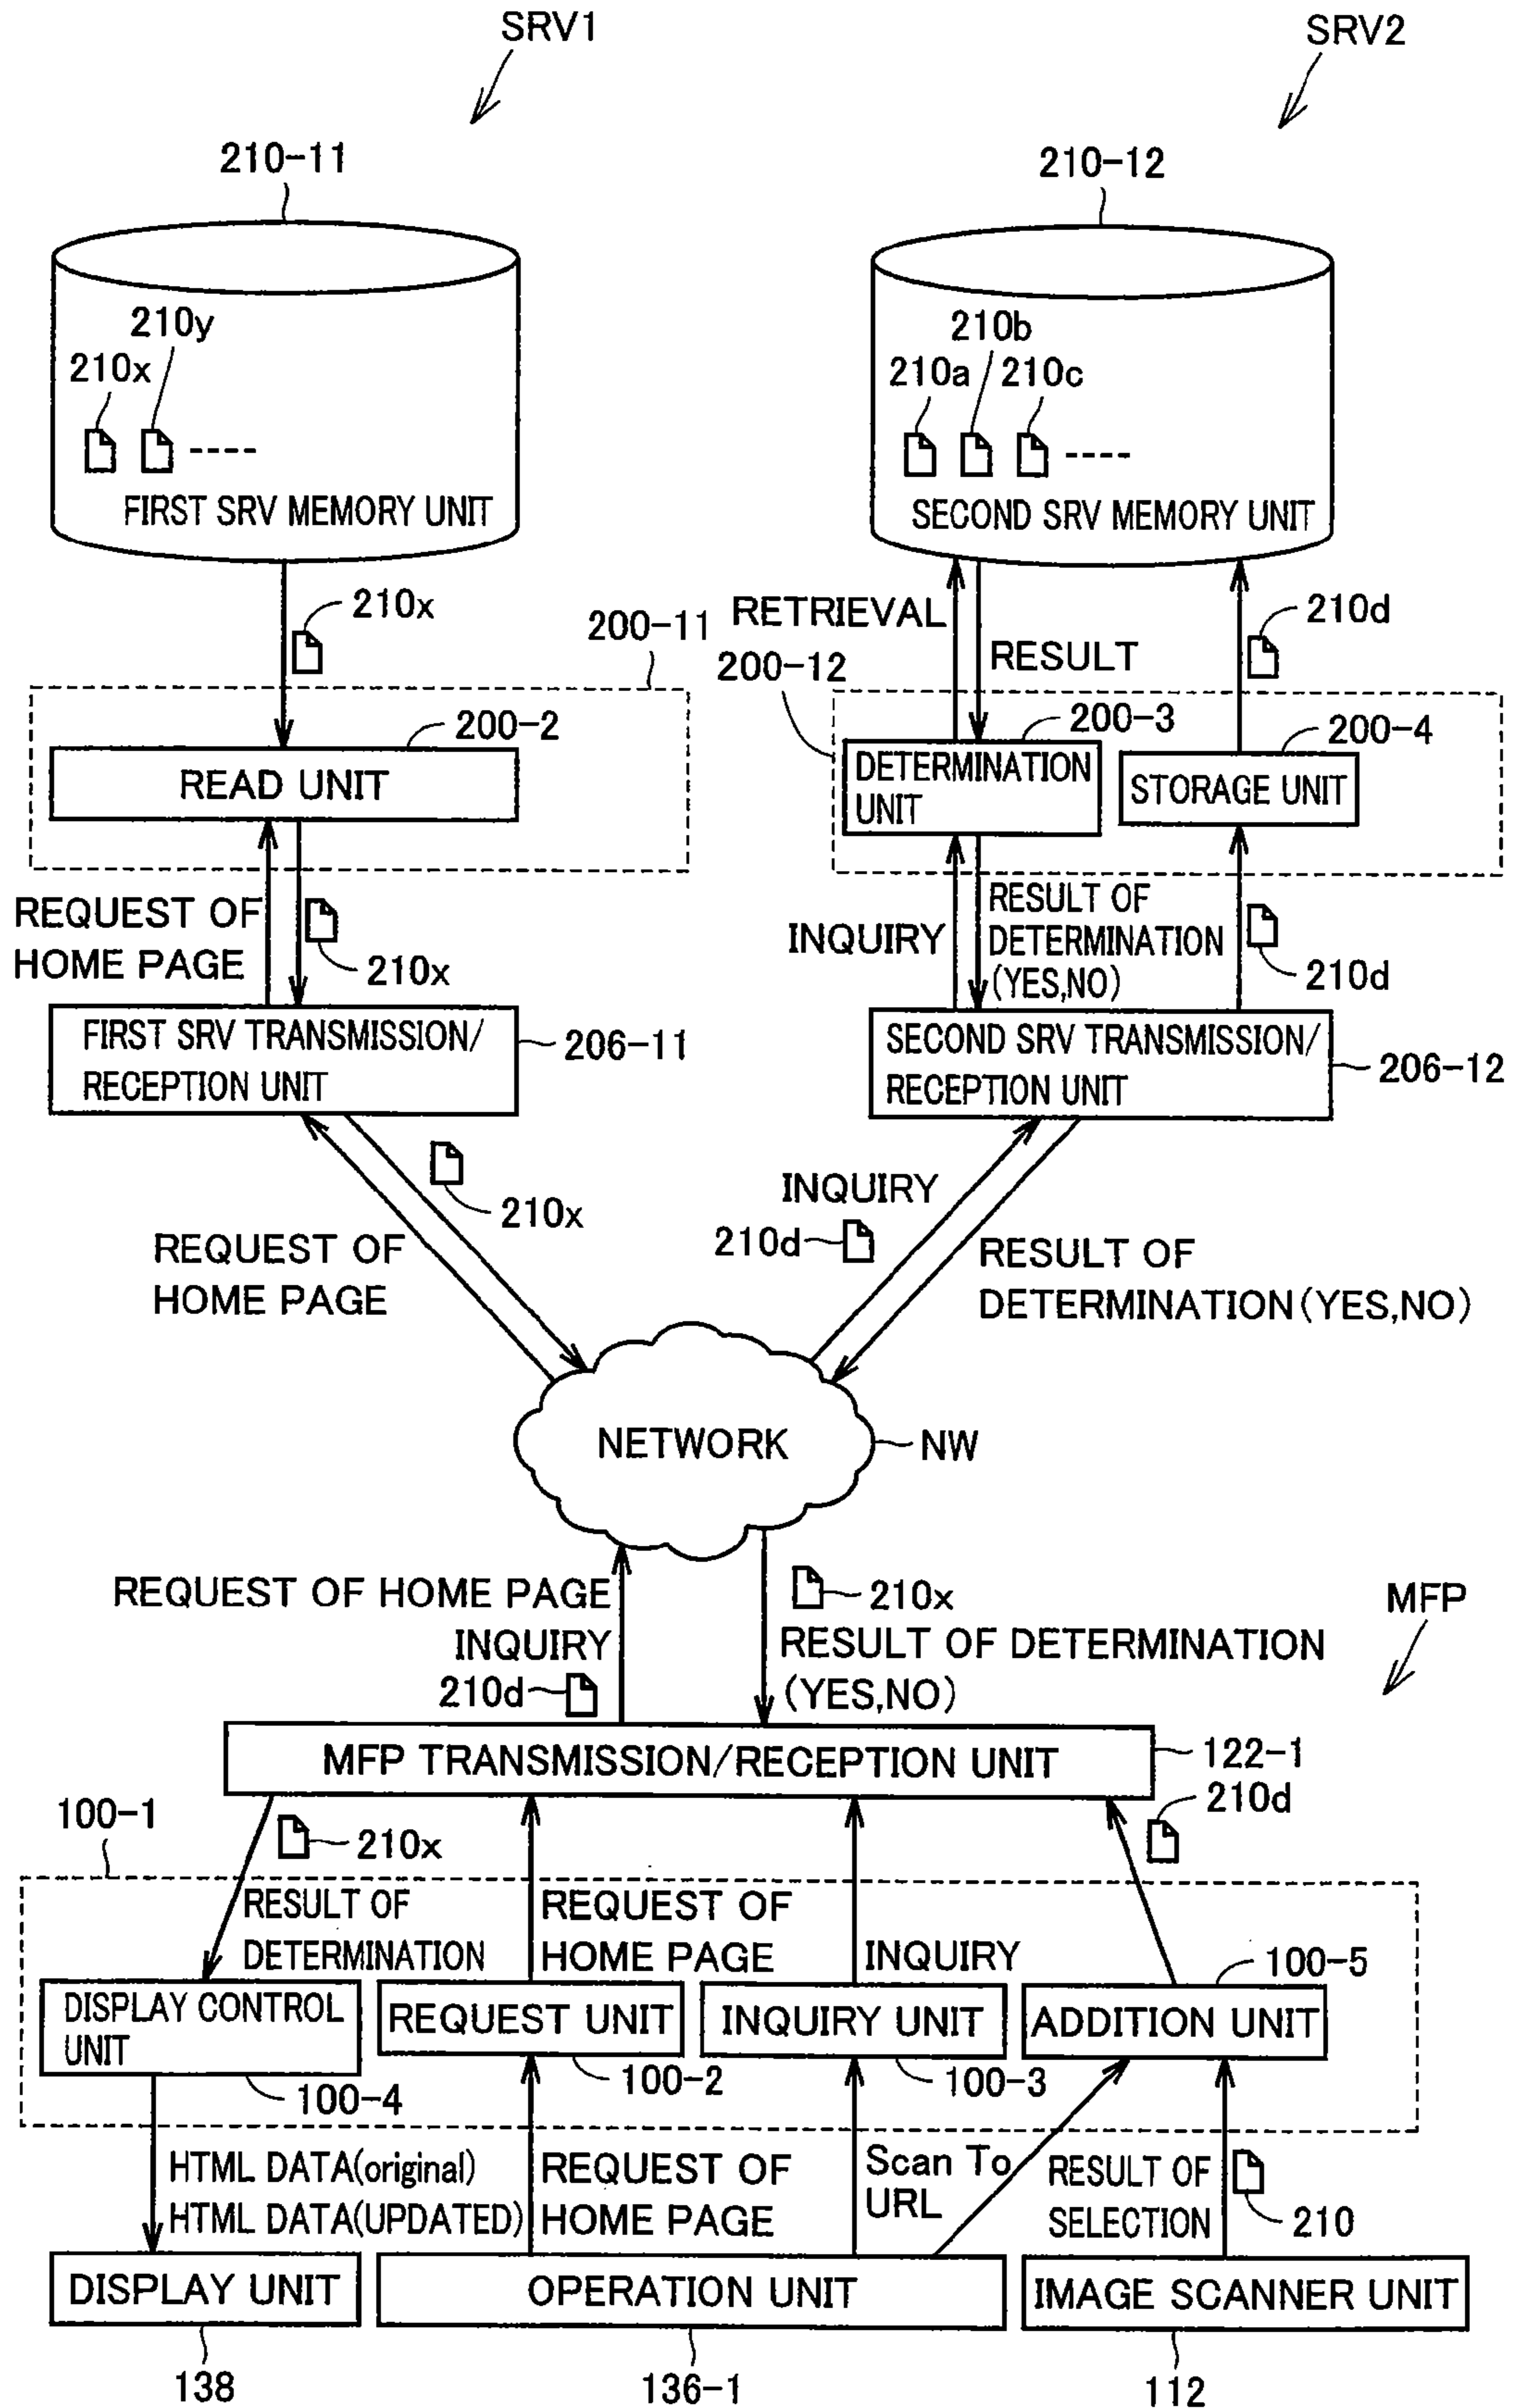 SRV1
SRV2
210-11
210-12
210y
210x
210b
210a
210c
----
----
FIRST SRV MEMORY UNIT
SECOND SRV MEMORY UNIT
210x
200-11
RETRIEVAL
RESULT
210d
200-12
200-2
200-3
200-4
READ UNIT
DETERMINATION
UNIT
STORAGE UNIT
REQUEST OF
HOME PAGE
210x
INQUIRY
RESULT OF
DETERMINATION
(YES,NO)
210d
FIRST SRV TRANSMISSION/
RECEPTION UNIT
206-11
SECOND SRV TRANSMISSION/
RECEPTION UNIT
206-12
210x
REQUEST OF
HOME PAGE
INQUIRY
210d
RESULT OF
DETERMINATION(YES,NO)
NETWORK
NW
REQUEST OF HOME PAGE
INQUIRY
210d
210x
RESULT OF DETERMINATION
(YES,NO)
MFP
MFP TRANSMISSION/RECEPTION UNIT
122-1
100-1
210x
210d
RESULT OF
DETERMINATION
REQUEST OF
HOME PAGE
INQUIRY
100-5
DISPLAY CONTROL
UNIT
REQUEST UNIT
INQUIRY UNIT
ADDITION UNIT
100-4
100-2
100-3
HTML DATA(original)
HTML DATA(UPDATED)
REQUEST OF
HOME PAGE
Scan To
URL
RESULT OF
SELECTION
210
DISPLAY UNIT
OPERATION UNIT
IMAGE SCANNER UNIT
138
136-1
112